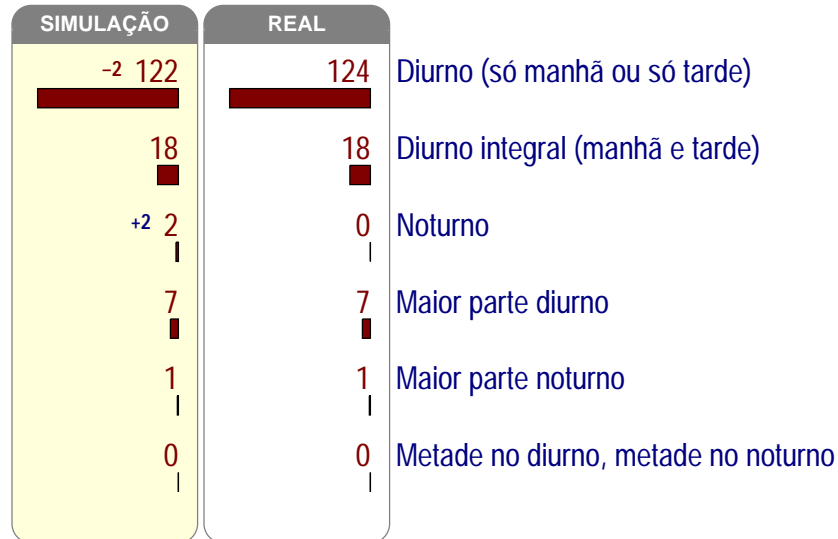 SIMULAÇÃO REAL
−2 122 124 Diurno (só manhã ou só tarde)
18 18 Diurno integral (manhã e tarde)
+2 2 0 Noturno
7 7 Maior parte diurno
1 1 Maior parte noturno
0 0 Metade no diurno, metade no noturno